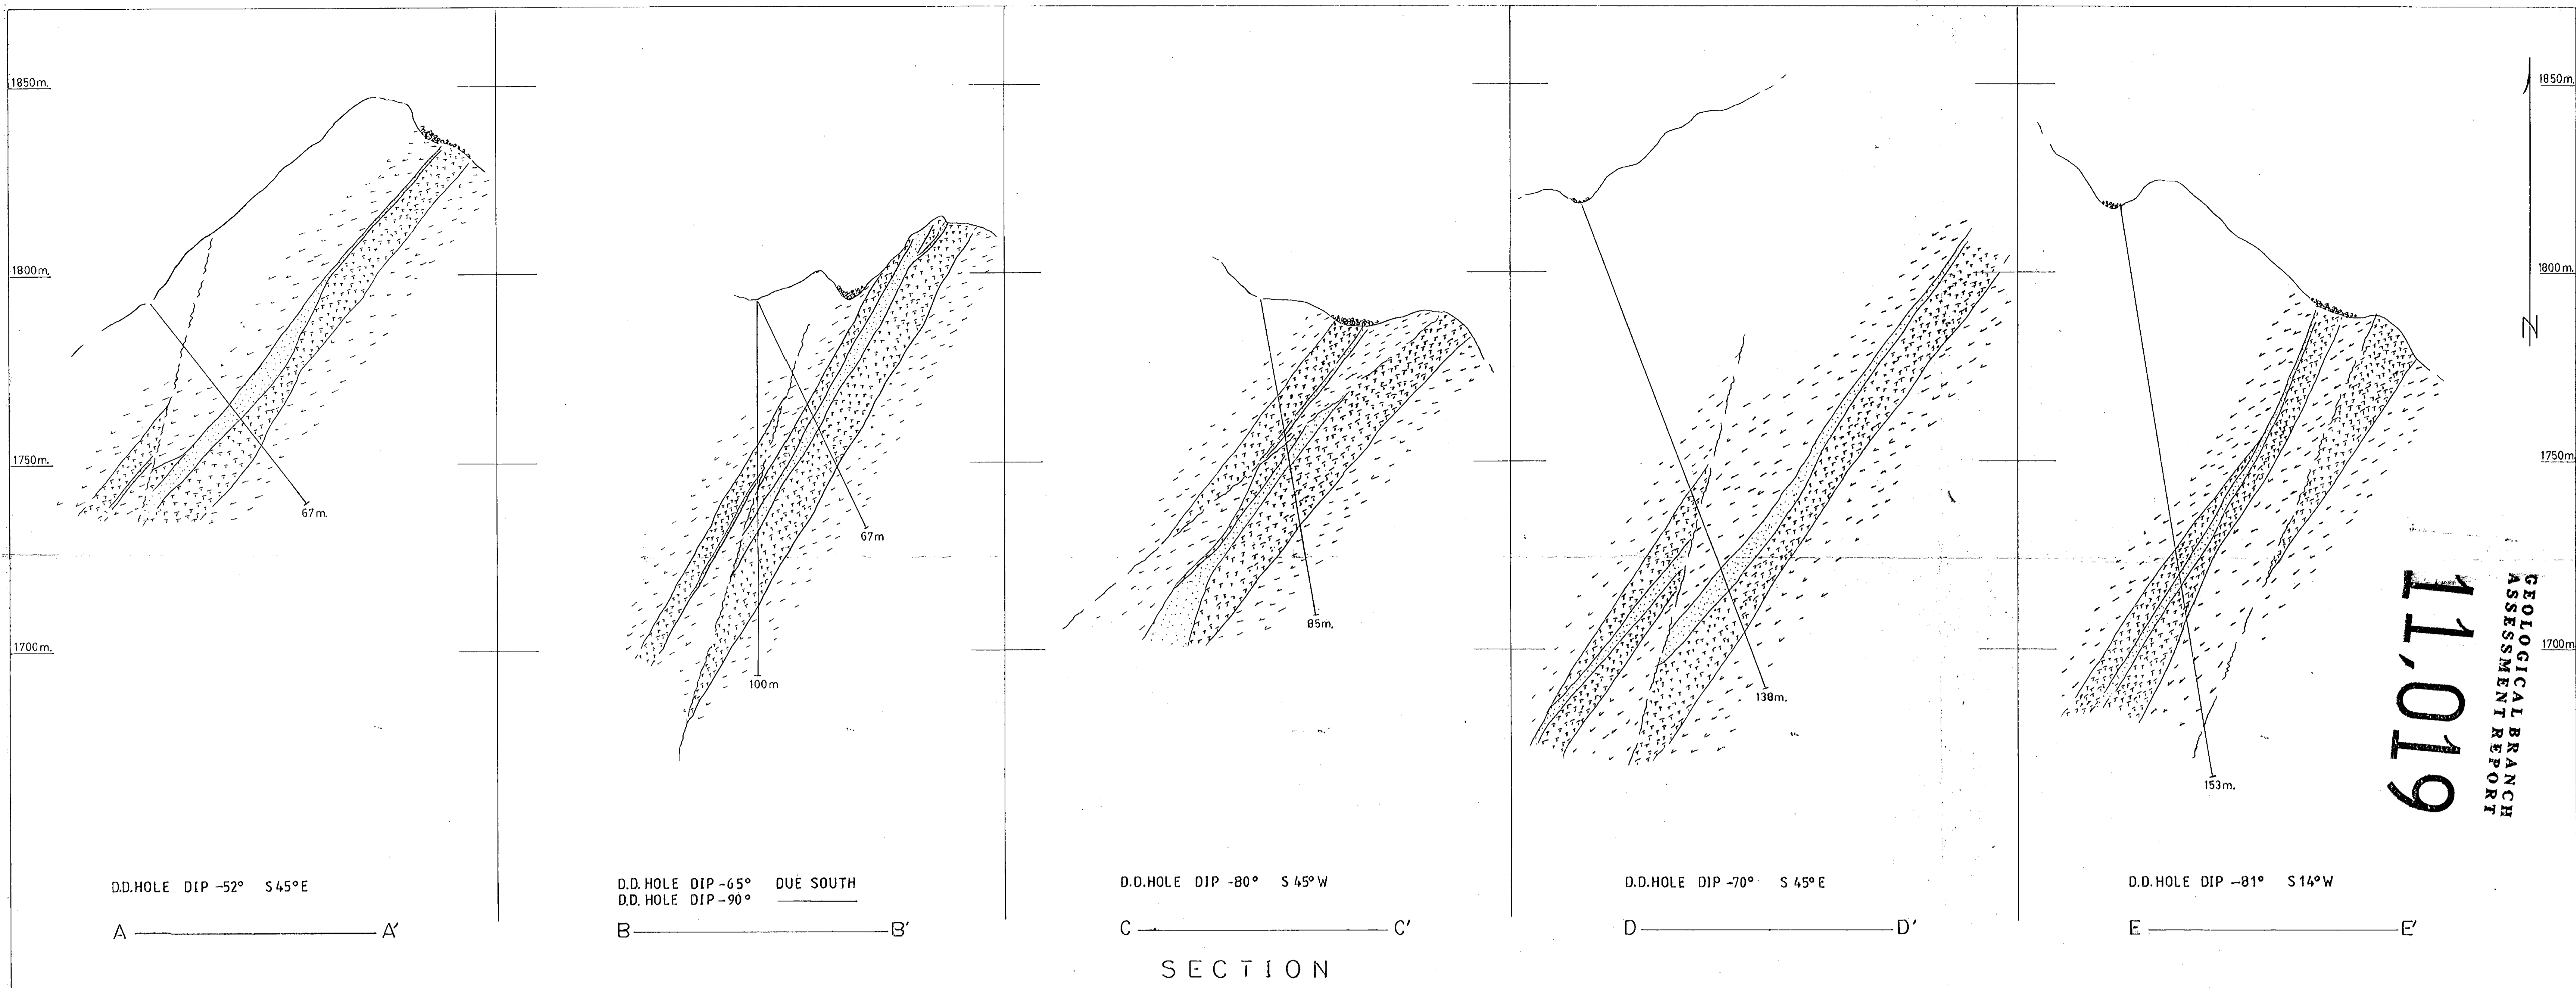 1850m.
1800m.
1750m.
1700m.
67m.
D.D.HOLE DIP -52° S45°E
A A'
67m
100m
D.D.HOLE DIP -65° DUE SOUTH
D.D.HOLE DIP -90°
B B'
85m.
D.D.HOLE DIP -80° S45°W
C C'
138m.
D.D.HOLE DIP -70° S45°E
D D'
153m.
D.D.HOLE DIP -81° S14°W
E E'
1850m.
1800m.
1750m.
1700m
N
GEOLOGICAL BRANCH
ASSESSMENT REPORT
11,019
SECTION